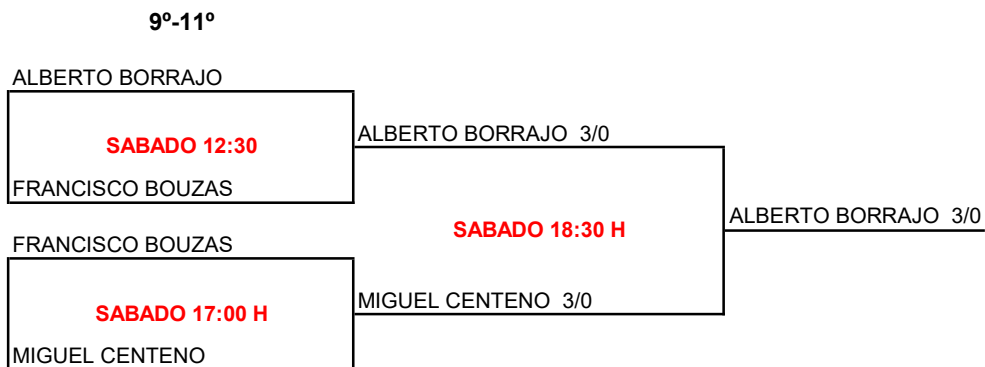 9º-11º
ALBERTO BORRAJO
SABADO 12:30
ALBERTO BORRAJO 3/0
FRANCISCO BOUZAS
ALBERTO BORRAJO 3/0
SABADO 18:30 H
FRANCISCO BOUZAS
MIGUEL CENTENO 3/0
SABADO 17:00 H
MIGUEL CENTENO